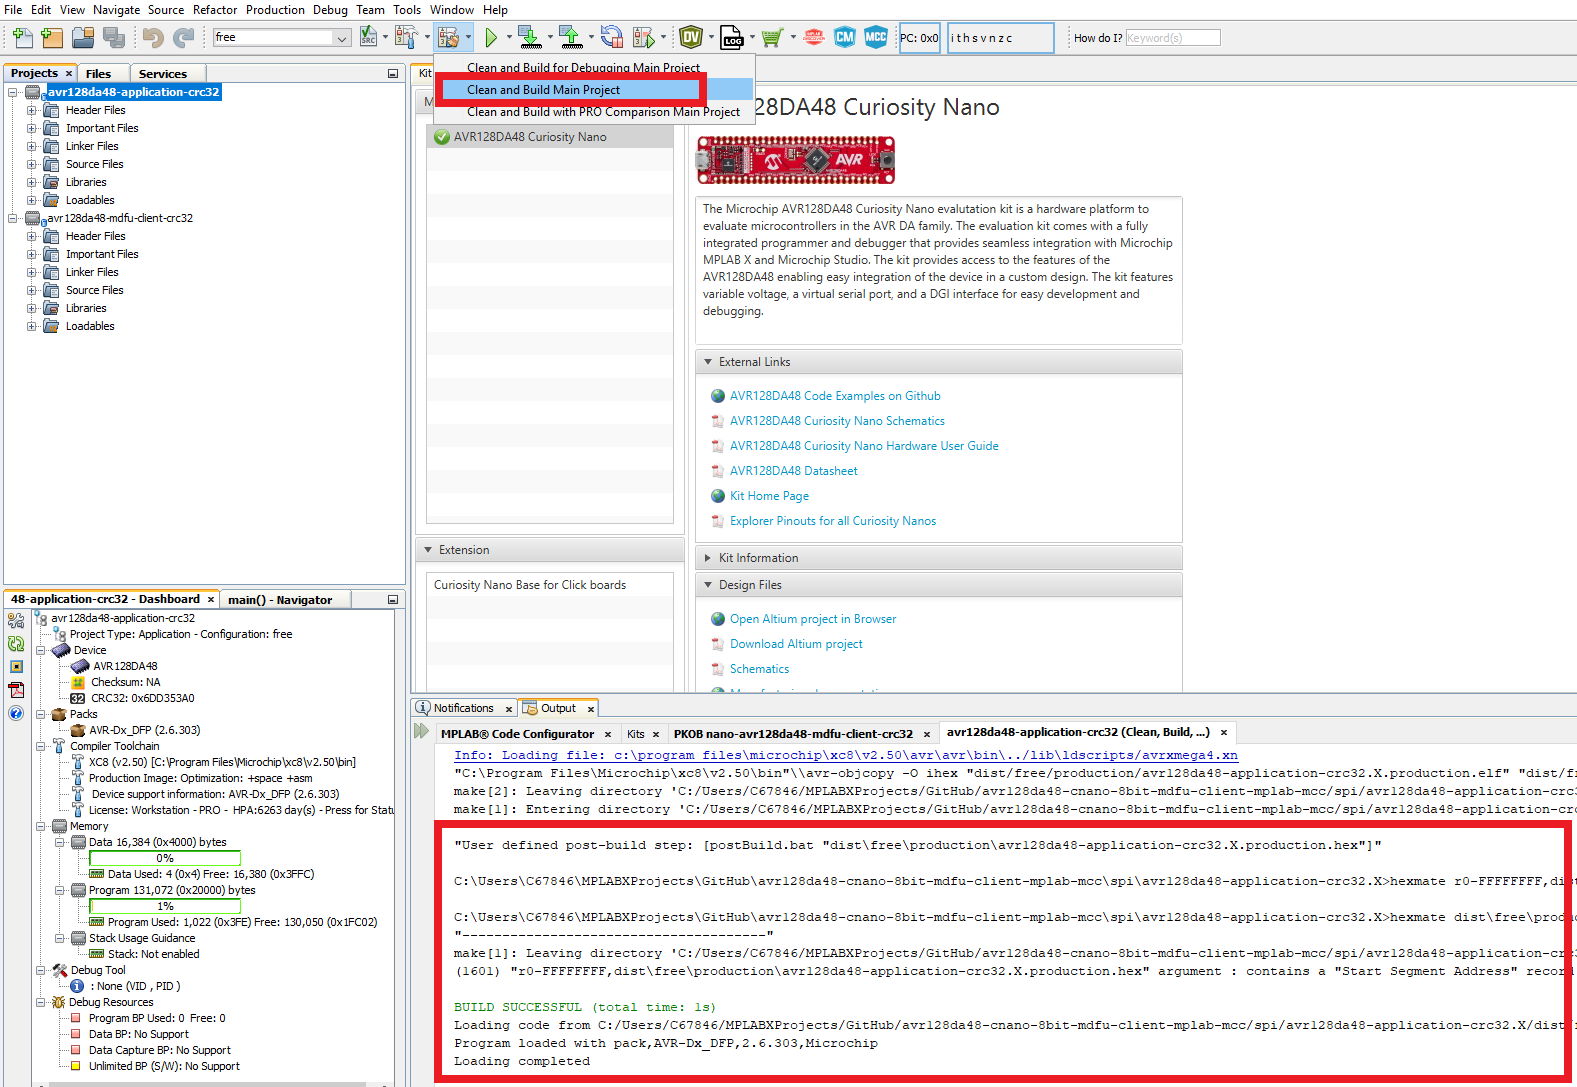 File Edit View Navigate Source Refactor Production Debug Team Tools Window Help
free
PC: 0x0
i t h s v n z c
How do I? Keyword(s)
SRC
DV
LOG
CM
MCC
Clean and Build for Debugging Main Project
Clean and Build Main Project
Clean and Build with PRO Comparison Main Project
Projects × Files Services
avr128da48-application-crc32
Header Files
Important Files
Linker Files
Source Files
Libraries
Loadables
avr128da48-mdfu-client-crc32
Header Files
Important Files
Linker Files
Source Files
Libraries
Loadables
Kit
M
AVR128DA48 Curiosity Nano
Extension
Curiosity Nano Base for Click boards
28DA48 Curiosity Nano
AVR
The Microchip AVR128DA48 Curiosity Nano evalutation kit is a hardware platform to
evaluate microcontrollers in the AVR DA family. The evaluation kit comes with a fully
integrated programmer and debugger that provides seamless integration with Microchip
MPLAB X and Microchip Studio. The kit provides access to the features of the
AVR128DA48 enabling easy integration of the device in a custom design. The kit features
variable voltage, a virtual serial port, and a DGI interface for easy development and
debugging.
External Links
AVR128DA48 Code Examples on Github
AVR128DA48 Curiosity Nano Schematics
AVR128DA48 Curiosity Nano Hardware User Guide
AVR128DA48 Datasheet
Kit Home Page
Explorer Pinouts for all Curiosity Nanos
Kit Information
Design Files
Open Altium project in Browser
Download Altium project
Schematics
48-application-crc32 - Dashboard × main() - Navigator
avr128da48-application-crc32
Project Type: Application - Configuration: free
Device
AVR128DA48
Checksum: NA
32 CRC32: 0x6DD353A0
Packs
AVR-Dx_DFP (2.6.303)
Compiler Toolchain
XC8 (v2.50) [C:\Program Files\Microchip\xc8\v2.50\bin]
Production Image: Optimization: +space +asm
Device support information: AVR-Dx_DFP (2.6.303)
License: Workstation - PRO - HPA:6263 day(s) - Press for Statu
Memory
Data 16,384 (0x4000) bytes
0%
Data Used: 4 (0x4) Free: 16,380 (0x3FFC)
Program 131,072 (0x20000) bytes
1%
Program Used: 1,022 (0x3FE) Free: 130,050 (0x1FC02)
Stack Usage Guidance
Stack: Not enabled
Debug Tool
: None (VID , PID )
Debug Resources
Program BP Used: 0 Free: 0
Data BP: No Support
Data Capture BP: No Support
Unlimited BP (S/W): No Support
Notifications × Output ×
MPLAB® Code Configurator × Kits × PKOB nano-avr128da48-mdfu-client-crc32 × avr128da48-application-crc32 (Clean, Build, ...) ×
Info: Loading file: c:\program files\microchip\xc8\v2.50\avr\avr\bin\../lib\ldscripts/avrxmega4.xn
"C:\Program Files\Microchip\xc8\v2.50\bin"\\avr-objcopy -O ihex "dist/free/production/avr128da48-application-crc32.X.production.elf" "dist/f
make[2]: Leaving directory 'C:/Users/C67846/MPLABXProjects/GitHub/avr128da48-cnano-8bit-mdfu-client-mplab-mcc/spi/avr128da48-application-crc
make[1]: Entering directory 'C:/Users/C67846/MPLABXProjects/GitHub/avr128da48-cnano-8bit-mdfu-client-mplab-mcc/spi/avr128da48-application-cr
"User defined post-build step: [postBuild.bat "dist\free\production\avr128da48-application-crc32.X.production.hex"]"
C:\Users\C67846\MPLABXProjects\GitHub\avr128da48-cnano-8bit-mdfu-client-mplab-mcc\spi\avr128da48-application-crc32.X>hexmate r0-FFFFFFFF,dis
C:\Users\C67846\MPLABXProjects\GitHub\avr128da48-cnano-8bit-mdfu-client-mplab-mcc\spi\avr128da48-application-crc32.X>hexmate dist\free\produ
"--------------------------------------"
make[1]: Leaving directory 'C:/Users/C67846/MPLABXProjects/GitHub/avr128da48-cnano-8bit-mdfu-client-mplab-mcc/spi/avr128da48-application-crc
(1601) "r0-FFFFFFFF,dist\free\production\avr128da48-application-crc32.X.production.hex" argument : contains a "Start Segment Address" record
BUILD SUCCESSFUL (total time: 1s)
Loading code from C:/Users/C67846/MPLABXProjects/GitHub/avr128da48-cnano-8bit-mdfu-client-mplab-mcc/spi/avr128da48-application-crc32.X/dist/
Program loaded with pack,AVR-Dx_DFP,2.6.303,Microchip
Loading completed